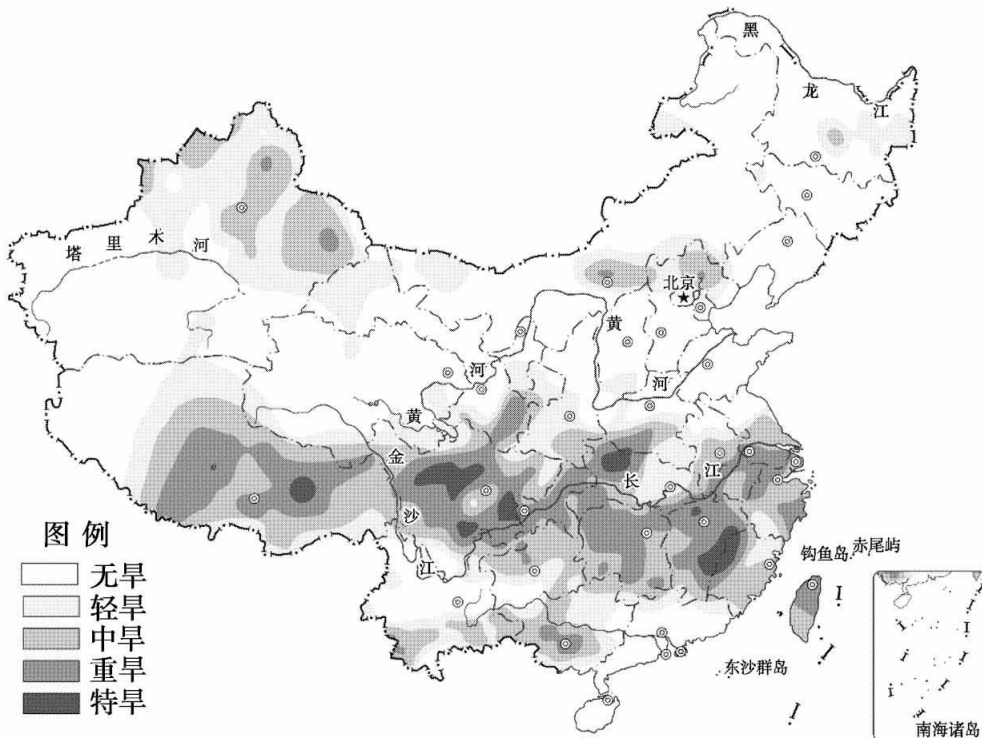 黑
龙
江
塔里木河
北京
黄
河
河
黄
金
沙
江
长
江
钓鱼岛
赤尾屿
东沙群岛
南海诸岛
图例
无旱
轻旱
中旱
重旱
特旱